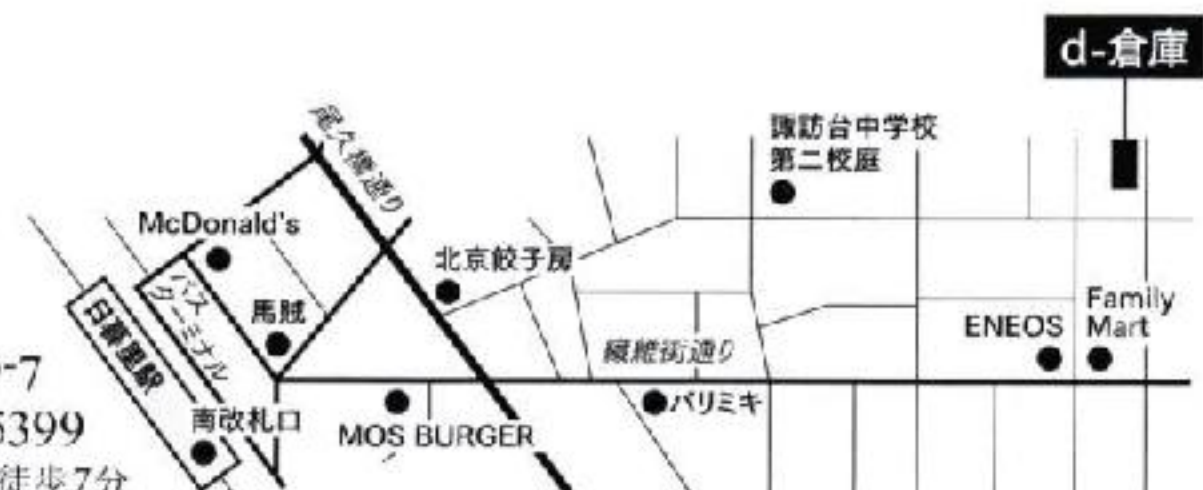 d-倉庫
諏訪台中学校
第二校庭
尾久橋通り
McDonald's
北京餃子房
バス
ターミナル
馬賊
日暮里駅
Family
Mart
ENEOS
繊維街通り
-7
5399
南改札口
MOS BURGER
パリミキ
徒歩7分